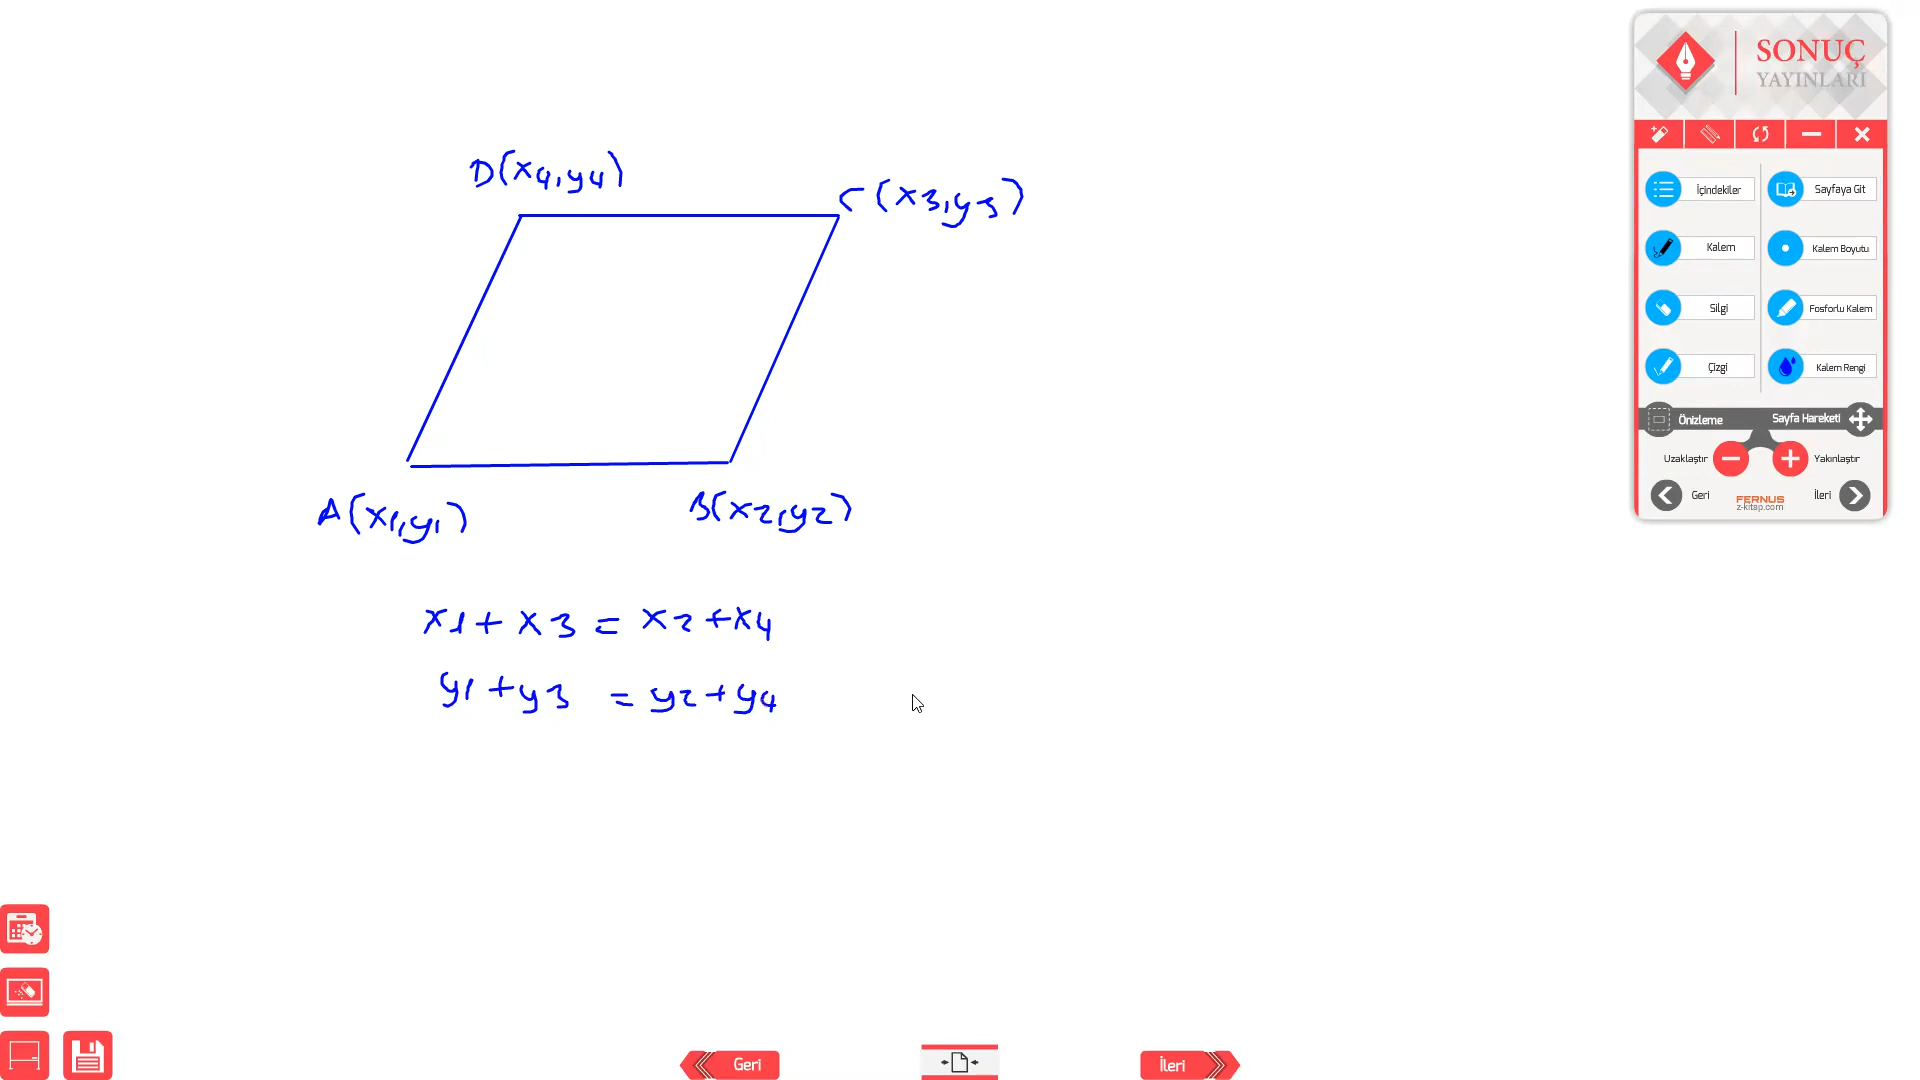 SONUÇ
YAYINLARI
D(x4,y4)
C(x3,y3)
A(x1,y1)
B(x2,y2)
x1+x3=x2+x4
y1+y3=y2+y4
İçindekiler
Sayfaya Git
Kalem
Kalem Boyutu
Silgi
Fosforlu Kalem
Çizgi
Kalem Rengi
Önizleme
Sayfa Hareketi
Uzaklaştır
Yakınlaştır
Geri
FERNUS
z-kitap.com
İleri
Geri
İleri